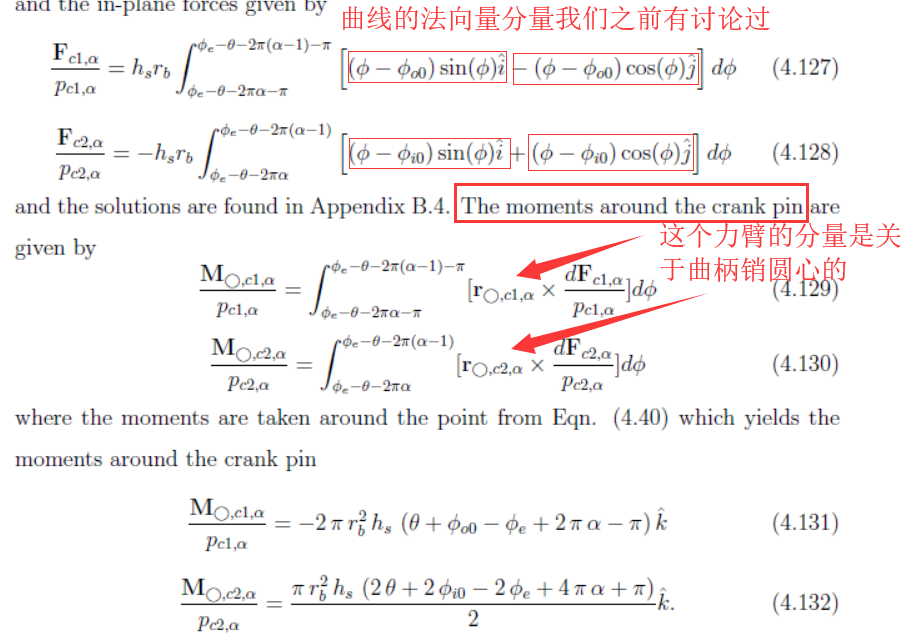 and the in-plane forces given by
曲线的法向量分量我们之前有讨论过
\frac{\mathbf{F}_{c1,\alpha}}{p_{c1,\alpha}} = h_s r_b \int_{\phi_e-\theta-2\pi\alpha-\pi}^{\phi_e-\theta-2\pi(\alpha-1)-\pi} \left[(\phi-\phi_{o0})\sin(\phi)\hat{i} - (\phi-\phi_{o0})\cos(\phi)\hat{j}\right] d\phi (4.127)
\frac{\mathbf{F}_{c2,\alpha}}{p_{c2,\alpha}} = -h_s r_b \int_{\phi_e-\theta-2\pi\alpha}^{\phi_e-\theta-2\pi(\alpha-1)} \left[(\phi-\phi_{i0})\sin(\phi)\hat{i} + (\phi-\phi_{i0})\cos(\phi)\hat{j}\right] d\phi (4.128)
and the solutions are found in Appendix B.4. The moments around the crank pin are
given by
这个力臂的分量是关
于曲柄销圆心的
\frac{\mathbf{M}_{\bigcirc,c1,\alpha}}{p_{c1,\alpha}} = \int_{\phi_e-\theta-2\pi\alpha-\pi}^{\phi_e-\theta-2\pi(\alpha-1)-\pi} [\mathbf{r}_{\bigcirc,c1,\alpha} \times \frac{d\mathbf{F}_{c1,\alpha}}{p_{c1,\alpha}}] d\phi (4.129)
\frac{\mathbf{M}_{\bigcirc,c2,\alpha}}{p_{c2,\alpha}} = \int_{\phi_e-\theta-2\pi\alpha}^{\phi_e-\theta-2\pi(\alpha-1)} [\mathbf{r}_{\bigcirc,c2,\alpha} \times \frac{d\mathbf{F}_{c2,\alpha}}{p_{c2,\alpha}}] d\phi (4.130)
where the moments are taken around the point from Eqn. (4.40) which yields the
moments around the crank pin
\frac{\mathbf{M}_{\bigcirc,c1,\alpha}}{p_{c1,\alpha}} = -2\pi r_b^2 h_s (\theta+\phi_{o0}-\phi_e+2\pi\alpha-\pi)\hat{k} (4.131)
\frac{\mathbf{M}_{\bigcirc,c2,\alpha}}{p_{c2,\alpha}} = \frac{\pi r_b^2 h_s (2\theta+2\phi_{i0}-2\phi_e+4\pi\alpha+\pi)}{2}\hat{k}. (4.132)